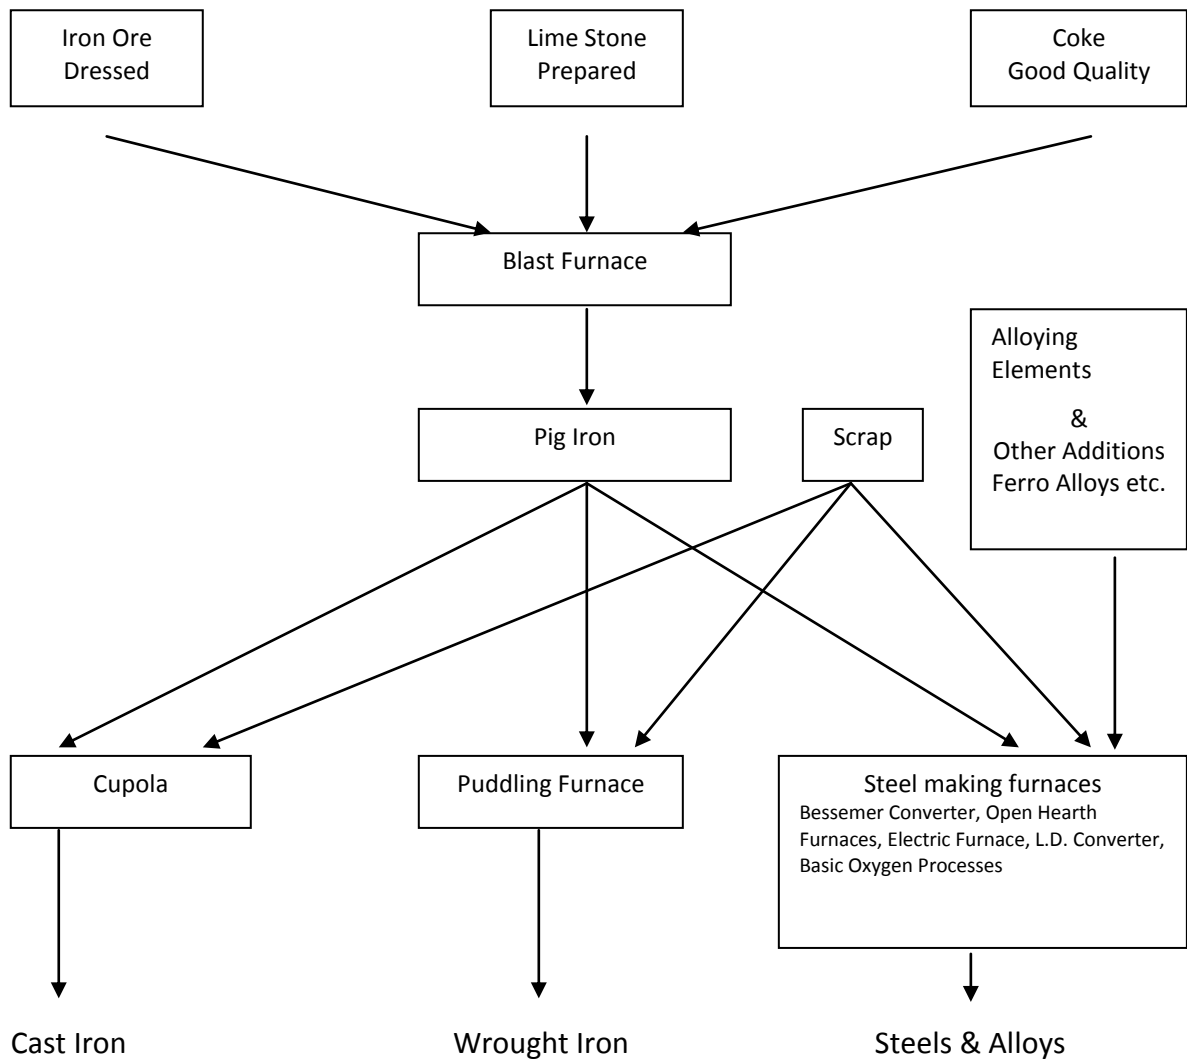 Iron Ore
Dressed
Lime Stone
Prepared
Coke
Good Quality
Blast Furnace
Alloying
Elements
&
Other Additions
Ferro Alloys etc.
Pig Iron
Scrap
Cupola
Puddling Furnace
Steel making furnaces
Bessemer Converter, Open Hearth
Furnaces, Electric Furnace, L.D. Converter,
Basic Oxygen Processes
Cast Iron
Wrought Iron
Steels & Alloys